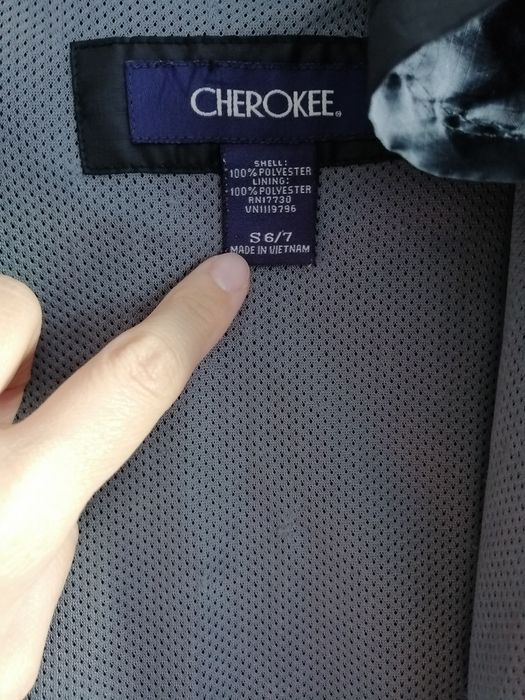 CHEROKEE®
SHELL:
100% POLYESTER
LINING:
100% POLYESTER
RN17730
VN1119796
S 6/7
MADE IN VIETNAM